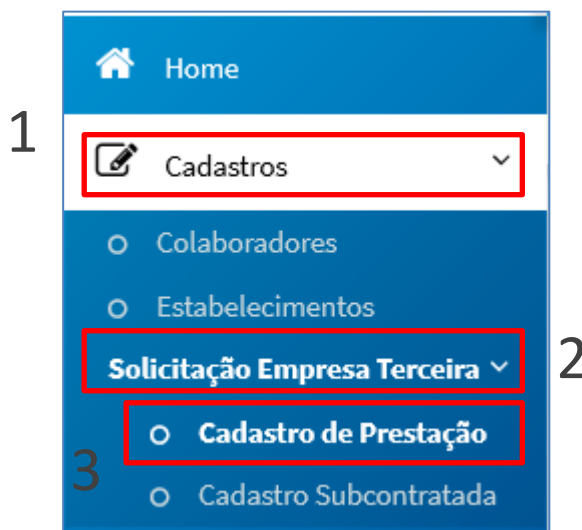 Home
1
Cadastros
Colaboradores
Estabelecimentos
Solicitação Empresa Terceira
2
Cadastro de Prestação
3
Cadastro Subcontratada